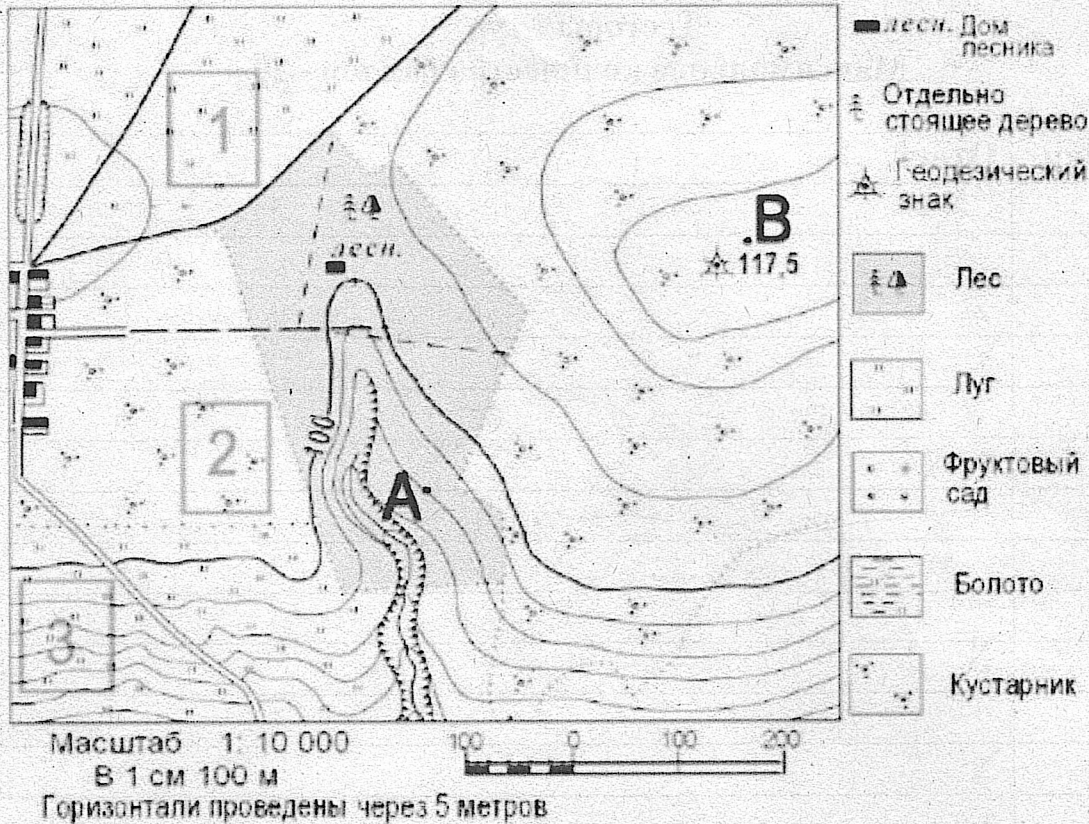 1
лесн.
.В
117,5
100
2
А
3
лесн. Дом
лесника
Отдельно
стоящее дерево
Геодезический
знак
Лес
Луг
Фруктовый
сад
Болото
Кустарник
Масштаб 1: 10 000
В 1 см 100 м
Горизонтали проведены через 5 метров
100 0 100 200